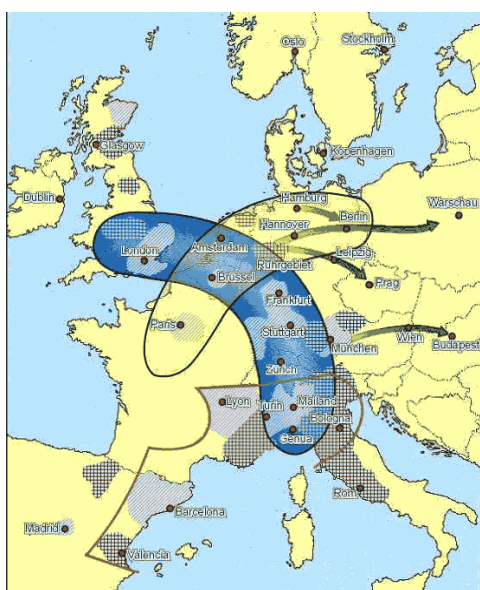 Oslo
Stockholm
Glasgow
Kopenhagen
Dublin
Hamburg
Warschau
Hannover
Berlin
London
Amsterdam
Leipzig
Ruhrgebiet
Brüssel
Prag
Frankfurt
Paris
Stuttgart
Wien
München
Budapest
Zürich
Lyon
Turin
Mailand
Bologna
Genua
Rom
Barcelona
Madrid
Valencia